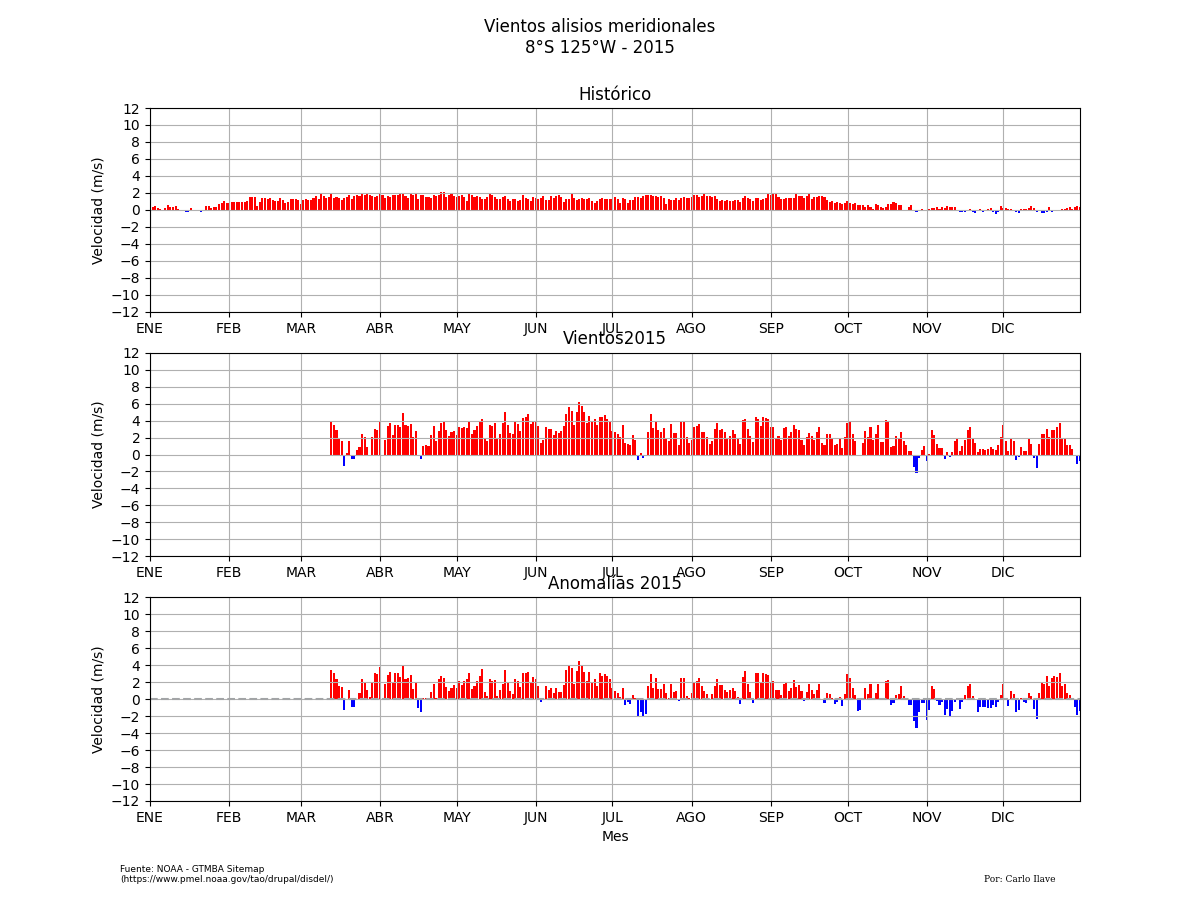 Vientos alisios meridionales
8°S 125°W - 2015
Histórico
12
10
8
6
4
2
0
−2
−4
−6
−8
−10
−12
Velocidad (m/s)
ENE FEB MAR ABR MAY JUN JUL AGO SEP OCT NOV DIC
Vientos2015
12
10
8
6
4
2
0
−2
−4
−6
−8
−10
−12
Velocidad (m/s)
ENE FEB MAR ABR MAY JUN JUL AGO SEP OCT NOV DIC
Anomalías 2015
12
10
8
6
4
2
0
−2
−4
−6
−8
−10
−12
Velocidad (m/s)
ENE FEB MAR ABR MAY JUN JUL AGO SEP OCT NOV DIC
Mes
Fuente: NOAA - GTMBA Sitemap
(https://www.pmel.noaa.gov/tao/drupal/disdel/)
Por: Carlo Ilave